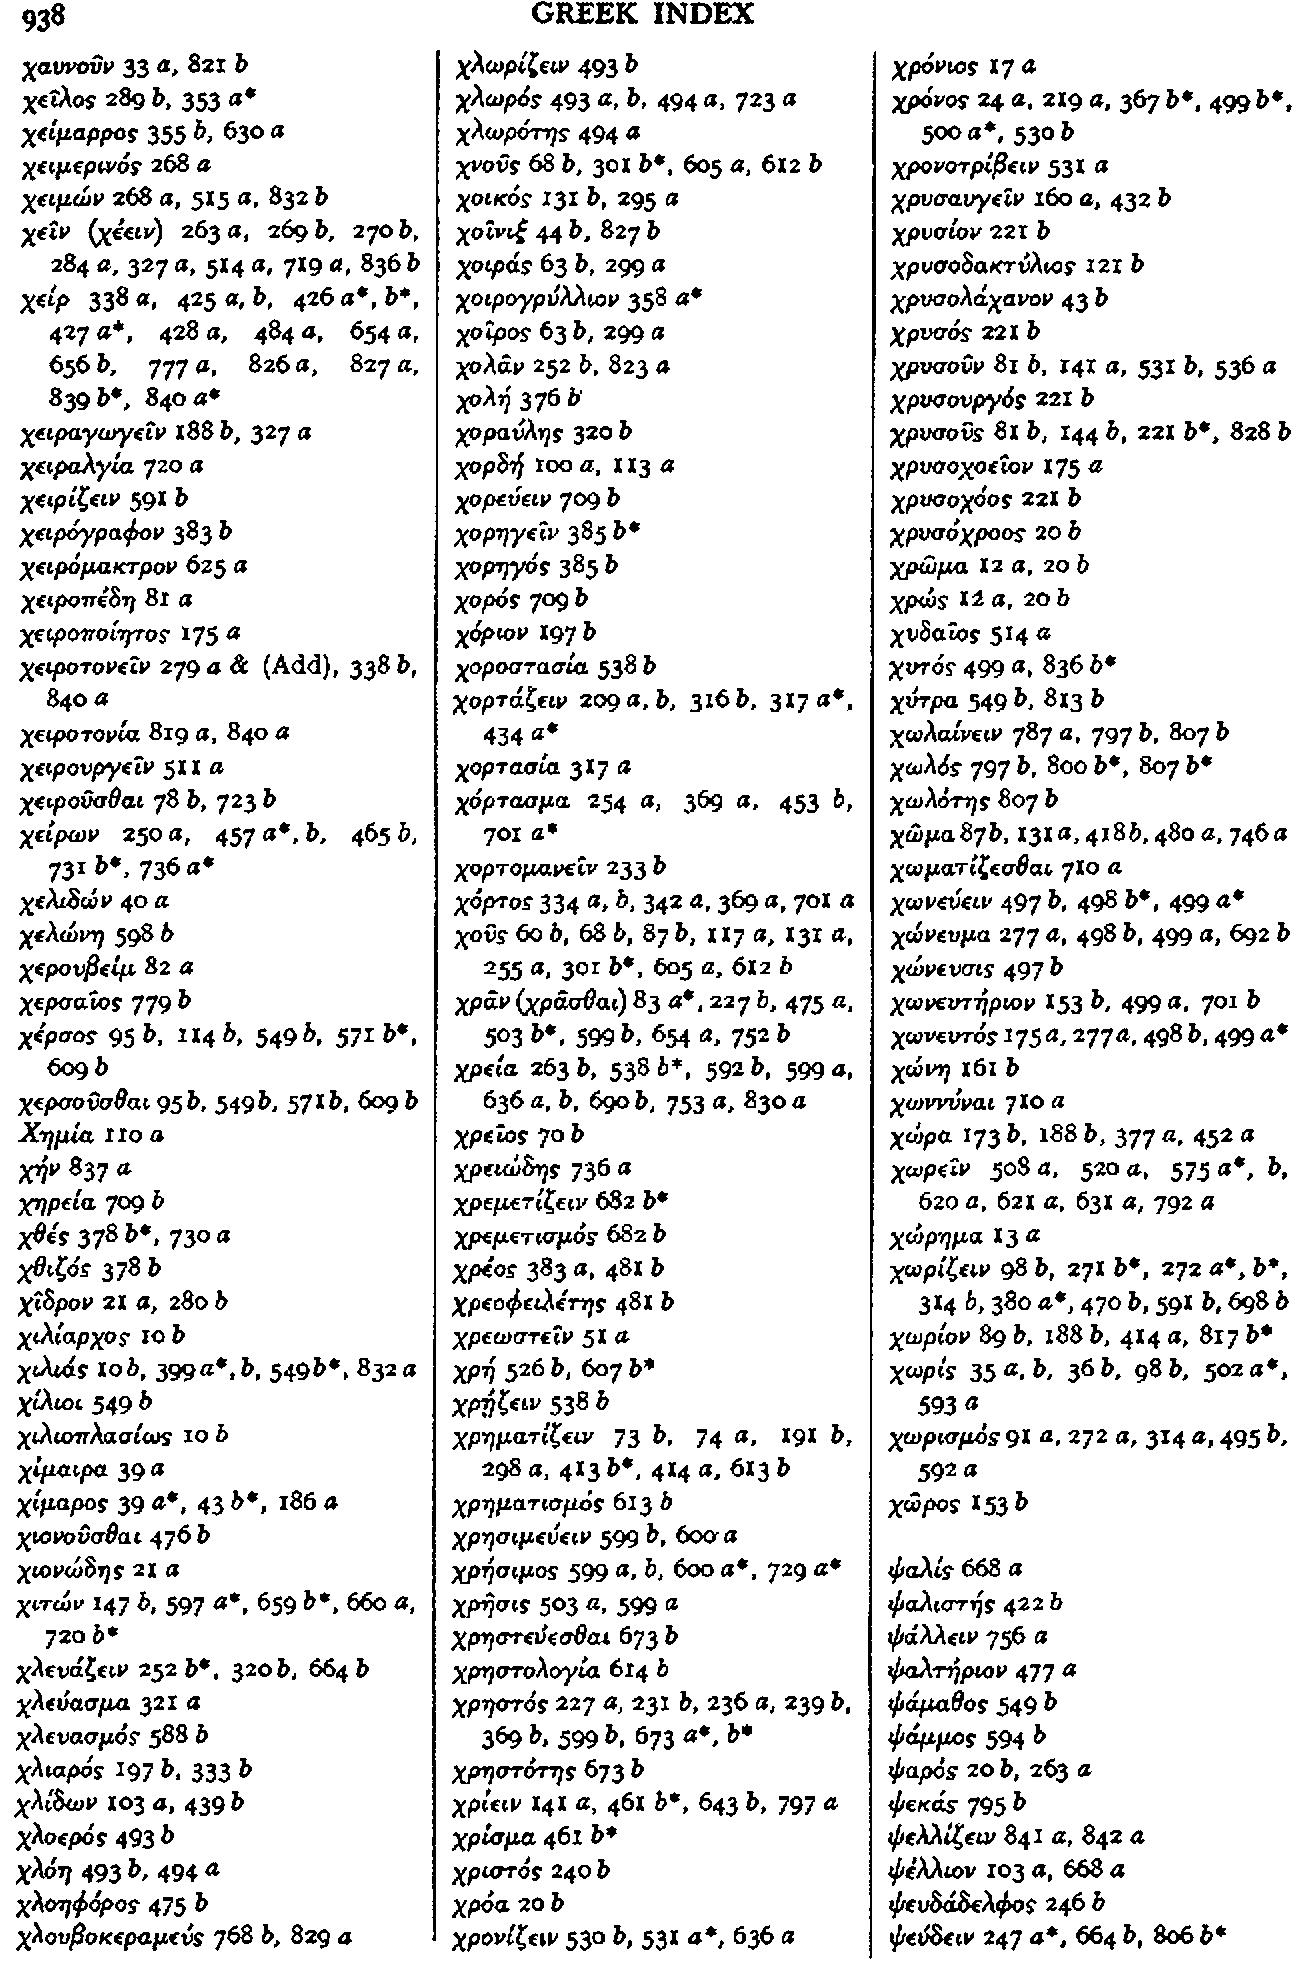 938
GREEK INDEX
χαυνοῦν 33 a, 821 b
χεῖλος 289 b, 353 a*
χείμαρρος 355 b, 630 a
χειμερινός 268 a
χειμών 268 a, 515 a, 832 b
χεῖν (χέειν) 263 a, 269 b, 270 b,
284 a, 327 a, 514 a, 719 a, 836 b
χείρ 338 a, 425 a, b, 426 a*, b*,
427 a*, 428 a, 484 a, 654 a,
656 b, 777 a, 826 a, 827 a,
839 b*, 840 a*
χειραγωγεῖν 188 b, 327 a
χειραλγία 720 a
χειρίζειν 591 b
χειρόγραφον 383 b
χειρόμακτρον 625 a
χειροπέδη 81 a
χειροποίητος 175 a
χειροτονεῖν 279 a & (Add), 338 b,
840 a
χειροτονία 819 a, 840 a
χειρουργεῖν 511 a
χειροῦσθαι 78 b, 723 b
χείρων 250 a, 457 a*, b, 465 b,
731 b*, 736 a*
χελιδών 40 a
χελώνη 598 b
χερουβείμ 82 a
χερσαῖος 779 b
χέρσος 95 b, 114 b, 549 b, 571 b*,
609 b
χερσοῦσθαι 95 b, 549 b, 571 b, 609 b
Χημία 110 a
χήν 837 a
χηρεία 709 b
χθές 378 b*, 730 a
χθιζός 378 b
χῖδρον 21 a, 280 b
χιλίαρχος 10 b
χιλιάς 10 b, 399 a*, b, 549 b*, 832 a
χίλιοι 549 b
χιλιοπλασίως 10 b
χίμαιρα 39 a
χίμαρος 39 a*, 43 b*, 186 a
χιονοῦσθαι 476 b
χιονώδης 21 a
χιτών 147 b, 597 a*, 659 b*, 660 a,
720 b*
χλευάζειν 252 b*, 320 b, 664 b
χλεύασμα 321 a
χλευασμός 588 b
χλιαρός 197 b, 333 b
χλίδων 103 a, 439 b
χλοερός 493 b
χλόη 493 b, 494 a
χλοηφόρος 475 b
χλουβοκεραμεύς 768 b, 829 a
χλωρίζειν 493 b
χλωρός 493 a, b, 494 a, 723 a
χλωρότης 494 a
χνοῦς 68 b, 301 b*, 605 a, 612 b
χοικός 131 b, 295 a
χοῖνιξ 44 b, 827 b
χοιράς 63 b, 299 a
χοιρογρύλλιον 358 a*
χοῖρος 63 b, 299 a
χολᾶν 252 b, 823 a
χολή 376 b
χοραύλης 320 b
χορδή 100 a, 113 a
χορεύειν 709 b
χορηγεῖν 385 b*
χορηγός 385 b
χορός 709 b
χόριον 197 b
χοροστασία 538 b
χορτάζειν 209 a, b, 316 b, 317 a*,
434 a*
χορτασία 317 a
χόρτασμα 254 a, 369 a, 453 b,
701 a*
χορτομανεῖν 233 b
χόρτος 334 a, b, 342 a, 369 a, 701 a
χοῦς 60 b, 68 b, 87 b, 117 a, 131 a,
255 a, 301 b*, 605 a, 612 b
χρᾶν (χρᾶσθαι) 83 a*, 227 b, 475 a,
503 b*, 599 b, 654 a, 752 b
χρεία 263 b, 538 b*, 592 b, 599 a,
636 a, b, 690 b, 753 a, 830 a
χρεῖος 70 b
χρειώδης 736 a
χρεμετίζειν 682 b*
χρεμετισμός 682 b
χρέος 383 a, 481 b
χρεοφειλέτης 481 b
χρεωστεῖν 51 a
χρή 526 b, 607 b*
χρῄζειν 538 b
χρηματίζειν 73 b, 74 a, 191 b,
298 a, 413 b*, 414 a, 613 b
χρηματισμός 613 b
χρησιμεύειν 599 b, 600 a
χρήσιμος 599 a, b, 600 a*, 729 a*
χρῆσις 503 a, 599 a
χρηστεύεσθαι 673 b
χρηστολογία 614 b
χρηστός 227 a, 231 b, 236 a, 239 b,
369 b, 599 b, 673 a*, b*
χρηστότης 673 b
χρίειν 141 a, 461 b*, 643 b, 797 a
χρίσμα 461 b*
χριστός 240 b
χρόα 20 b
χρονίζειν 530 b, 531 a*, 636 a
χρόνιος 17 a
χρόνος 24 a, 219 a, 367 b*, 499 b*,
500 a*, 530 b
χρονοτρίβειν 531 a
χρυσαυγεῖν 160 a, 432 b
χρυσίον 221 b
χρυσοδακτύλιος 121 b
χρυσολάχανον 43 b
χρυσός 221 b
χρυσοῦν 81 b, 141 a, 531 b, 536 a
χρυσουργός 221 b
χρυσοῦς 81 b, 144 b, 221 b*, 828 b
χρυσοχοεῖον 175 a
χρυσοχόος 221 b
χρυσόχροος 20 b
χρῶμα 12 a, 20 b
χρώς 12 a, 20 b
χυδαῖος 514 a
χυτός 499 a, 836 b*
χύτρα 549 b, 813 b
χωλαίνειν 787 a, 797 b, 807 b
χωλός 797 b, 800 b*, 807 b*
χωλότης 807 b
χῶμα 87 b, 131 a, 418 b, 480 a, 746 a
χωματίζεσθαι 710 a
χωνεύειν 497 b, 498 b*, 499 a*
χώνευμα 277 a, 498 b, 499 a, 692 b
χώνευσις 497 b
χωνευτήριον 153 b, 499 a, 701 b
χωνευτός 175 a, 277 a, 498 b, 499 a*
χώνη 161 b
χωννύναι 710 a
χώρα 173 b, 188 b, 377 a, 452 a
χωρεῖν 508 a, 520 a, 575 a*, b,
620 a, 621 a, 631 a, 792 a
χώρημα 13 a
χωρίζειν 98 b, 271 b*, 272 a*, b*,
314 b, 380 a*, 470 b, 591 b, 698 b
χωρίον 89 b, 188 b, 414 a, 817 b*
χωρίς 35 a, b, 36 b, 98 b, 502 a*,
593 a
χωρισμός 91 a, 272 a, 314 a, 495 b,
592 a
χῶρος 153 b
ψαλίς 668 a
ψαλιστής 422 b
ψάλλειν 756 a
ψαλτήριον 477 a
ψάμαθος 549 b
ψάμμος 594 b
ψαρός 20 b, 263 a
ψεκάς 795 b
ψελλίζειν 841 a, 842 a
ψέλλιον 103 a, 668 a
ψευδάδελφος 246 b
ψεύδειν 247 a*, 664 b, 806 b*